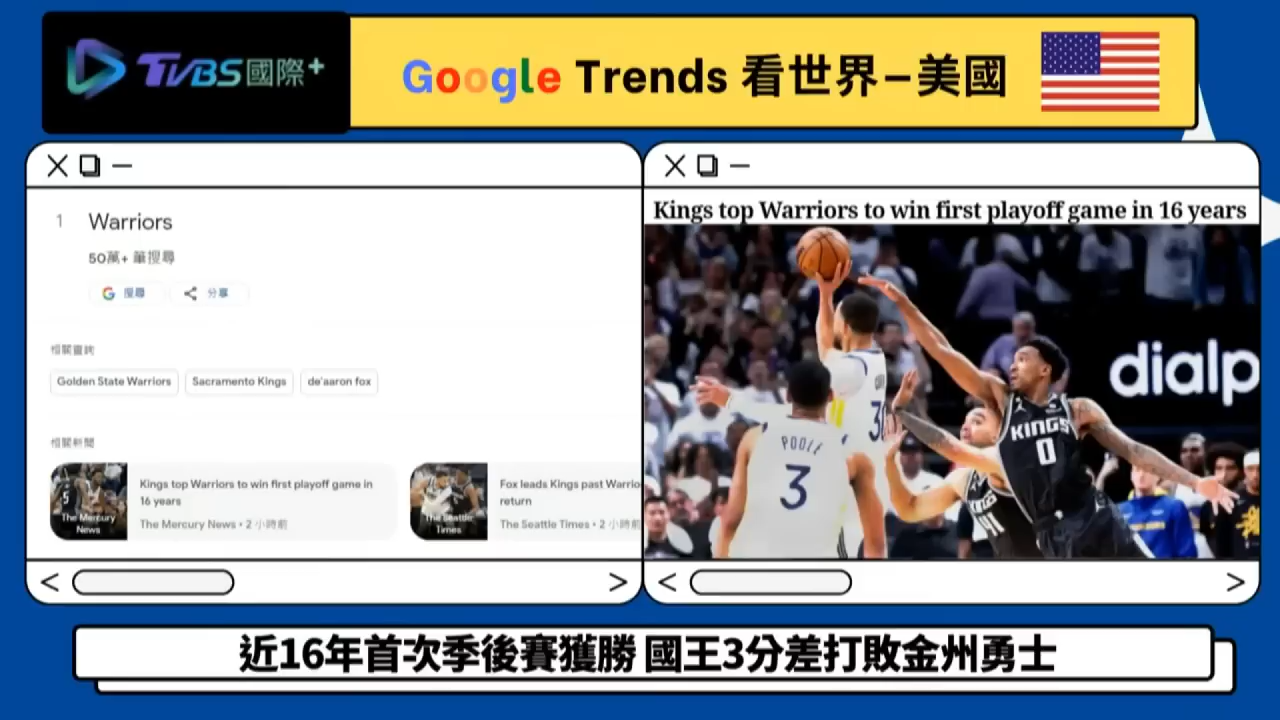 TVBS國際+
Google Trends 看世界–美國
1 Warriors
50萬+ 筆搜尋
搜尋 分享
相關查詢
Golden State Warriors Sacramento Kings de'aaron fox
相關新聞
Kings top Warriors to win first playoff game in
16 years
The Mercury News • 2 小時前
The Mercury
News
Fox leads Kings past Warrio
return
The Seattle Times • 2 小時前
The Seattle
Times
Kings top Warriors to win first playoff game in 16 years
dialp
30
POOLE
3
KINGS
0
KINGS
近16年首次季後賽獲勝 國王3分差打敗金州勇士